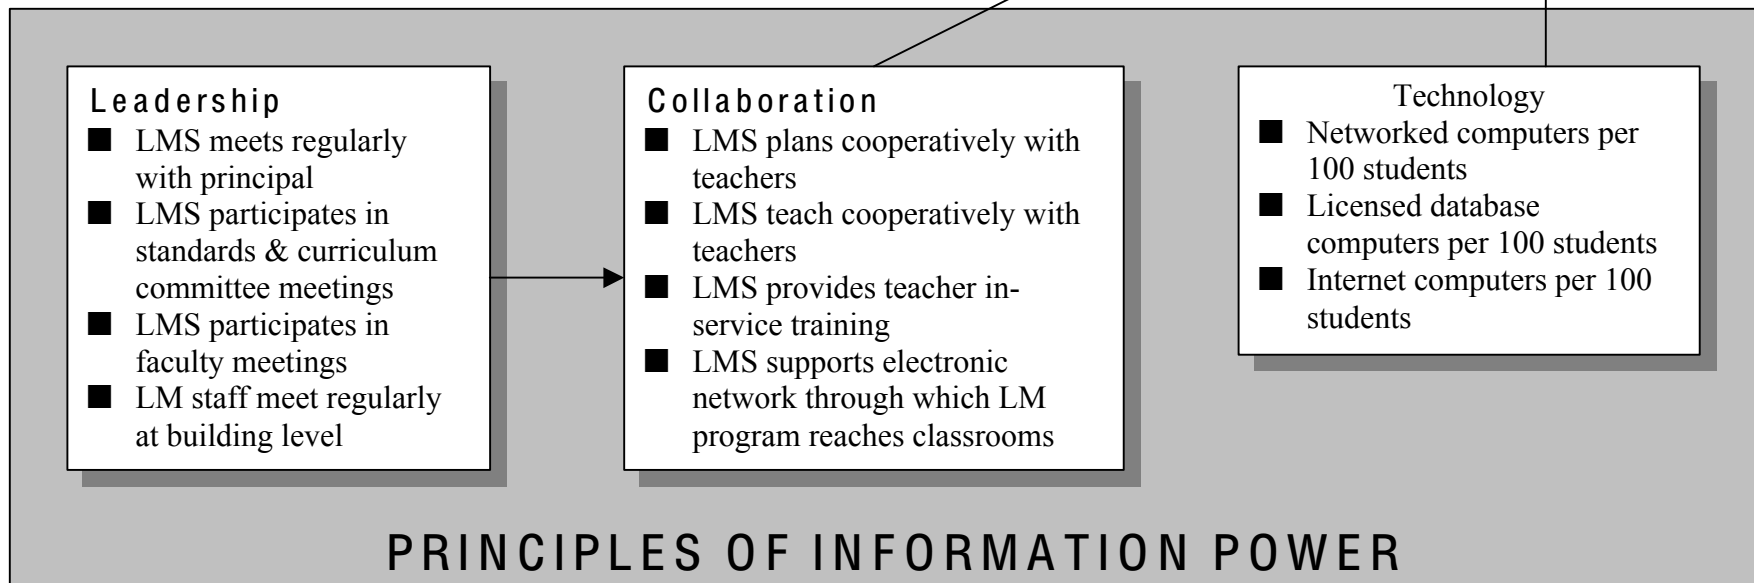 Leadership
■ LMS meets regularly
with principal
■ LMS participates in
standards & curriculum
committee meetings
■ LMS participates in
faculty meetings
■ LM staff meet regularly
at building level
Collaboration
■ LMS plans cooperatively with
teachers
■ LMS teach cooperatively with
teachers
■ LMS provides teacher in-
service training
■ LMS supports electronic
network through which LM
program reaches classrooms
Technology
■ Networked computers per
100 students
■ Licensed database
computers per 100 students
■ Internet computers per 100
students
PRINCIPLES OF INFORMATION POWER